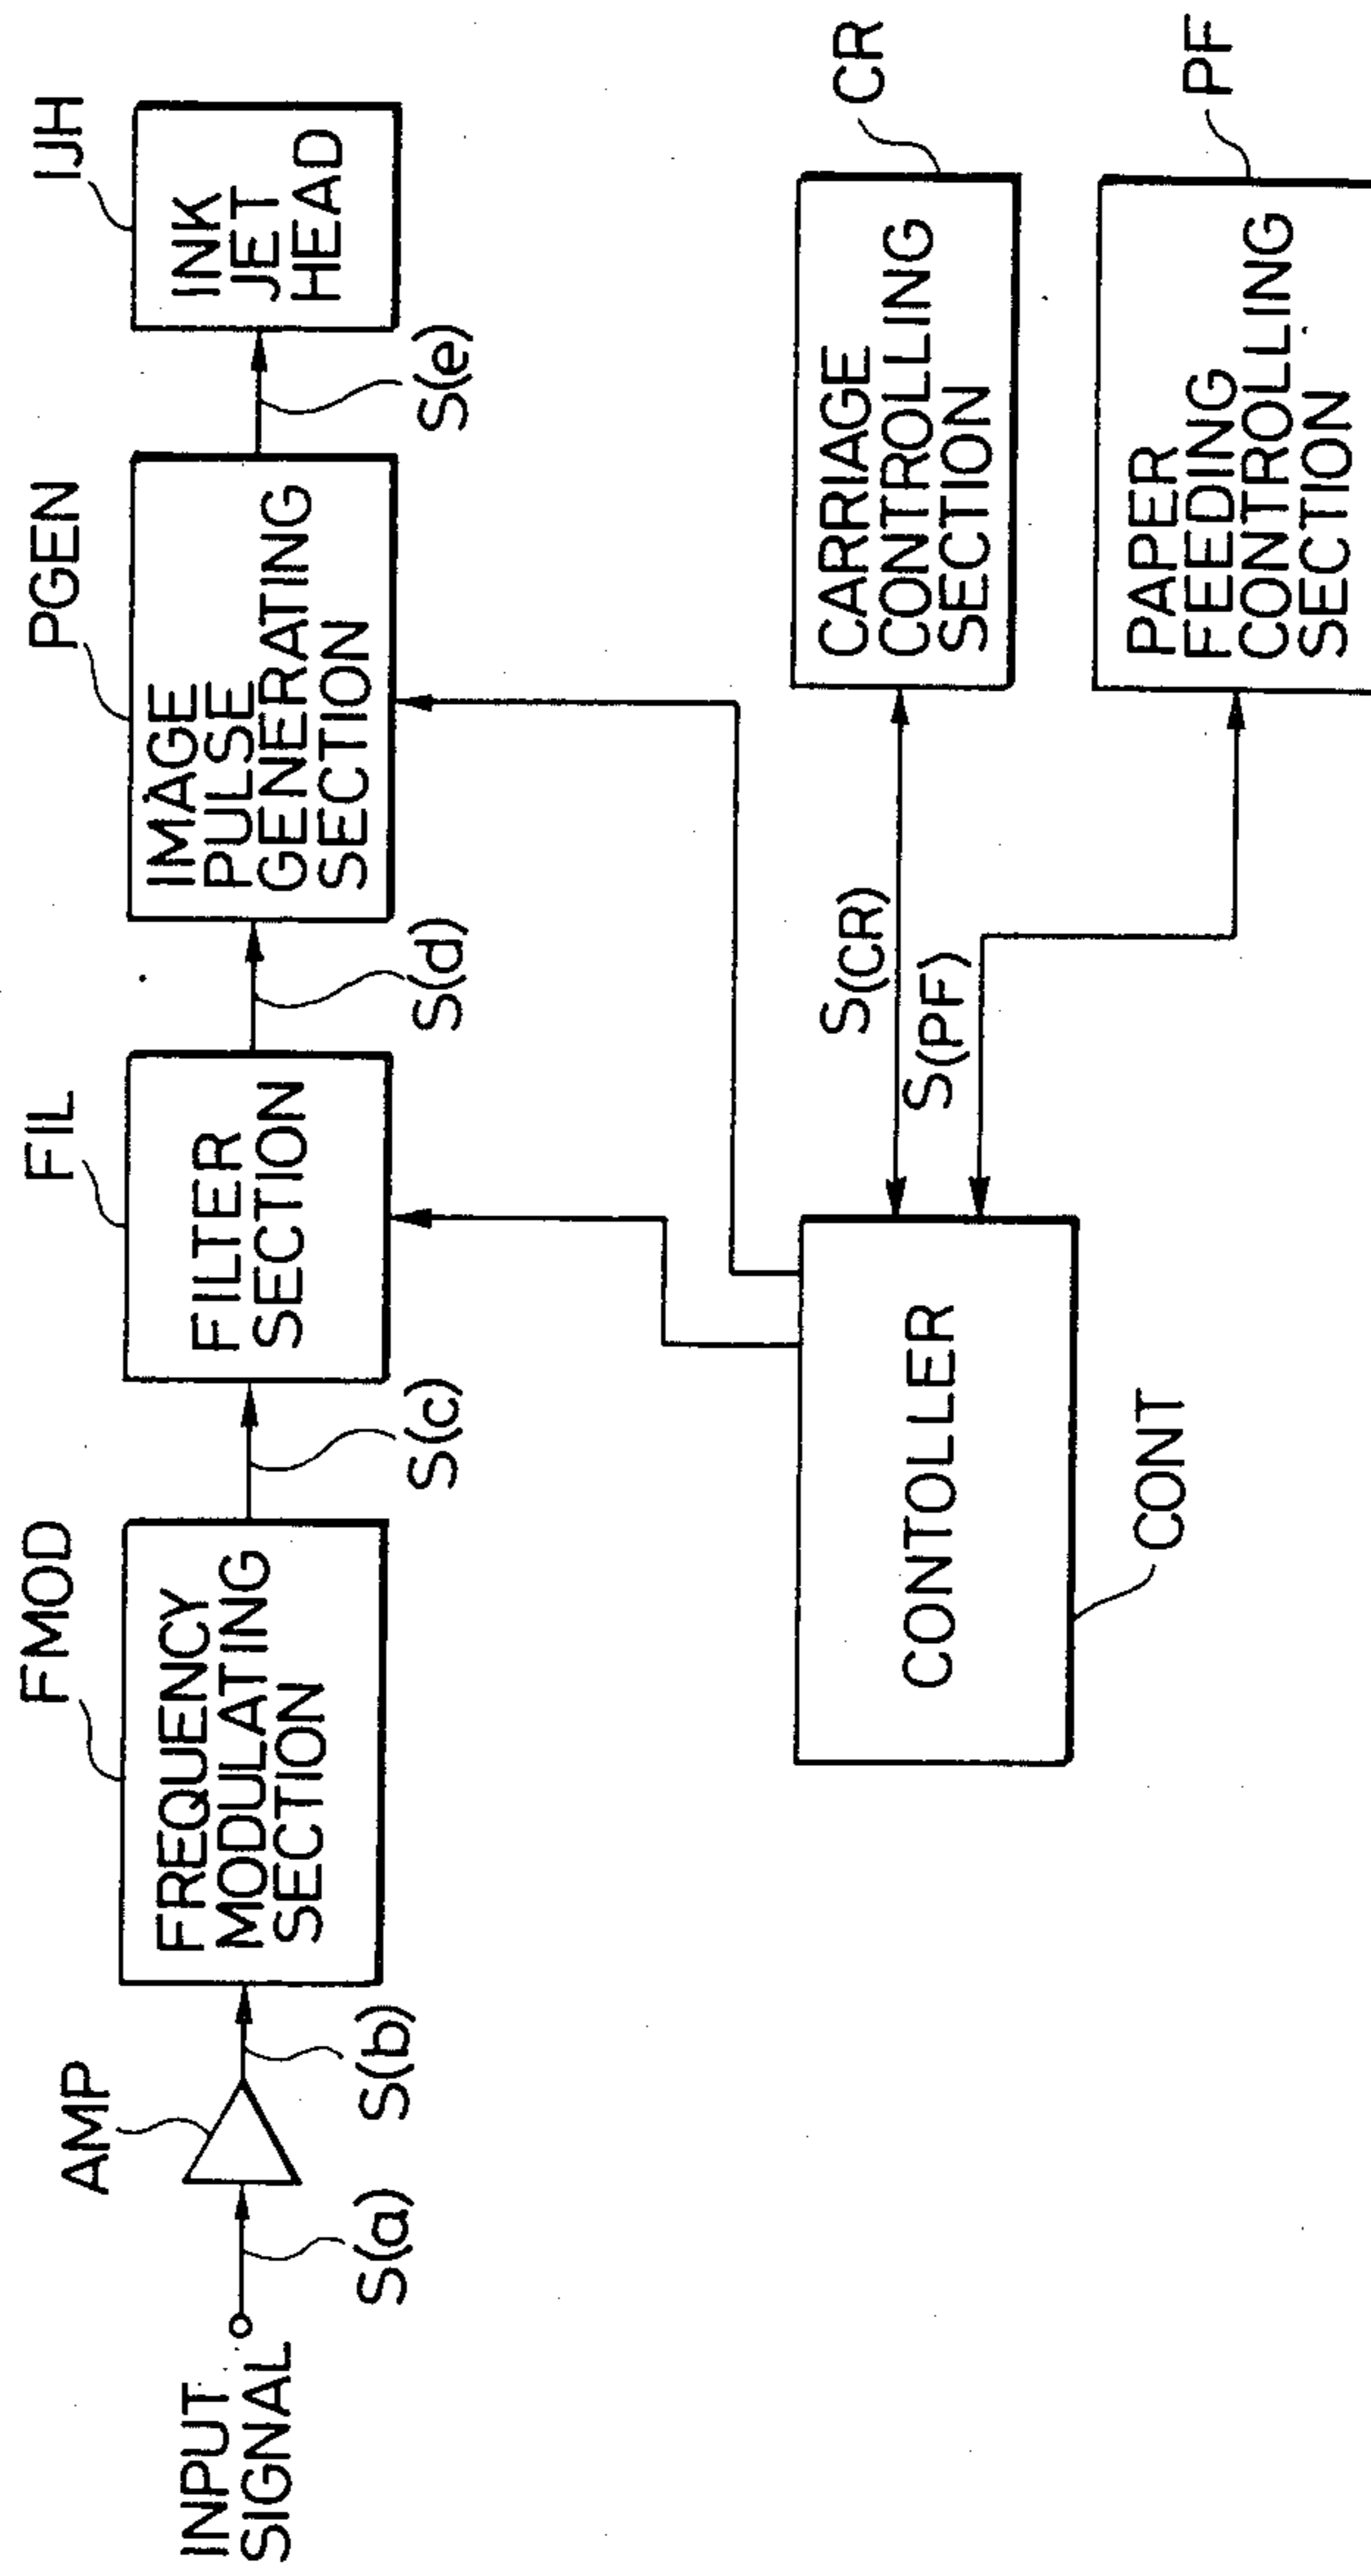 INPUT
SIGNAL
S(a)
AMP
S(b)
FMOD
FREQUENCY
MODULATING
SECTION
S(c)
FIL
FILTER
SECTION
S(d)
PGEN
IMAGE
PULSE
GENERATING
SECTION
S(e)
IJH
INK
JET
HEAD
CONTOLLER
CONT
S(CR)
S(PF)
CARRIAGE
CONTROLLING
SECTION
CR
PAPER
FEEDING
CONTROLLING
SECTION
PF